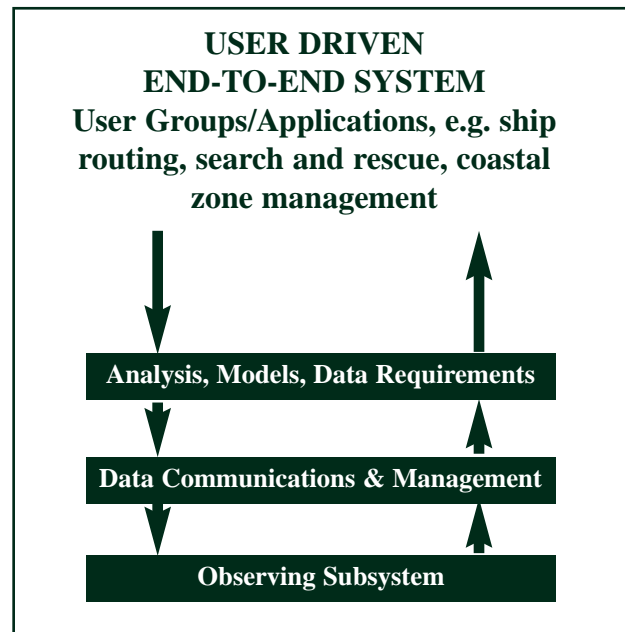 USER DRIVEN
END-TO-END SYSTEM
User Groups/Applications, e.g. ship
routing, search and rescue, coastal
zone management
Analysis, Models, Data Requirements
Data Communications & Management
Observing Subsystem